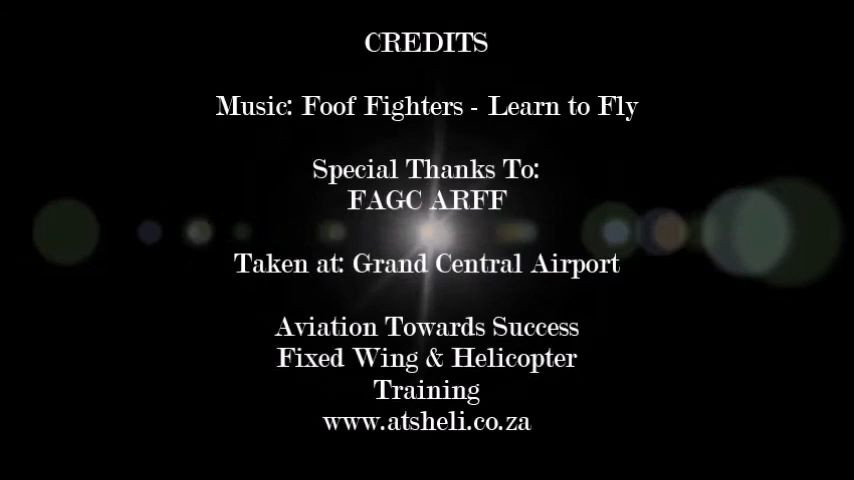 CREDITS
Music: Foof Fighters - Learn to Fly
Special Thanks To:
FAGC ARFF
Taken at: Grand Central Airport
Aviation Towards Success
Fixed Wing & Helicopter
Training
www.atsheli.co.za